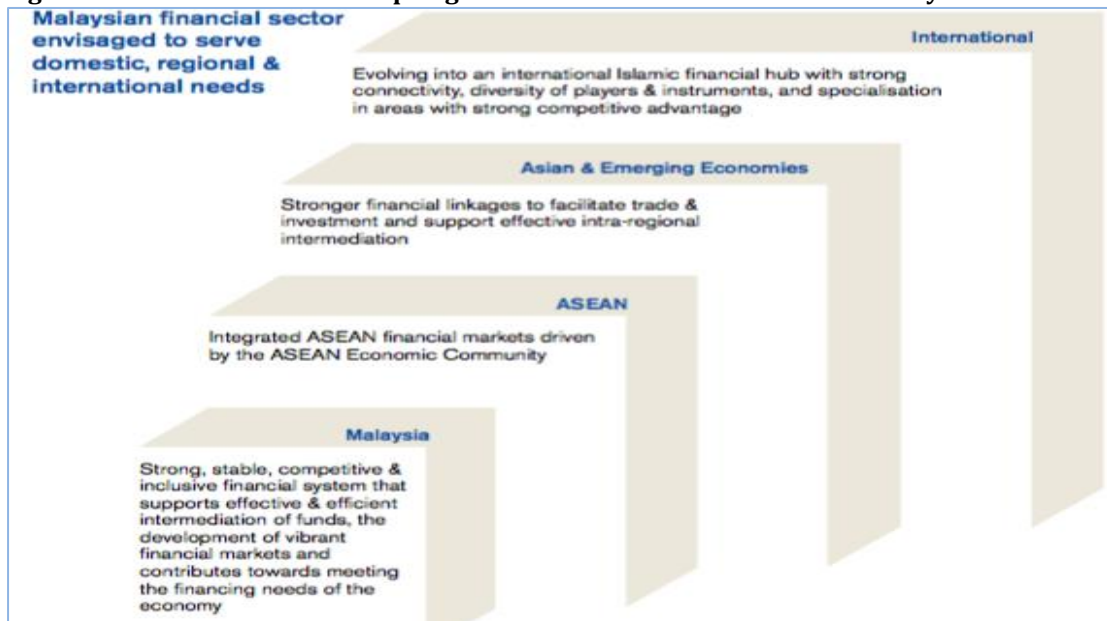 Malaysian financial sector
envisaged to serve
domestic, regional &
international needs
International
Evolving into an international Islamic financial hub with strong
connectivity, diversity of players & instruments, and specialisation
in areas with strong competitive advantage
Asian & Emerging Economies
Stronger financial linkages to facilitate trade &
investment and support effective intra-regional
intermediation
ASEAN
Integrated ASEAN financial markets driven
by the ASEAN Economic Community
Malaysia
Strong, stable, competitive &
inclusive financial system that
supports effective & efficient
intermediation of funds, the
development of vibrant
financial markets and
contributes towards meeting
the financing needs of the
economy